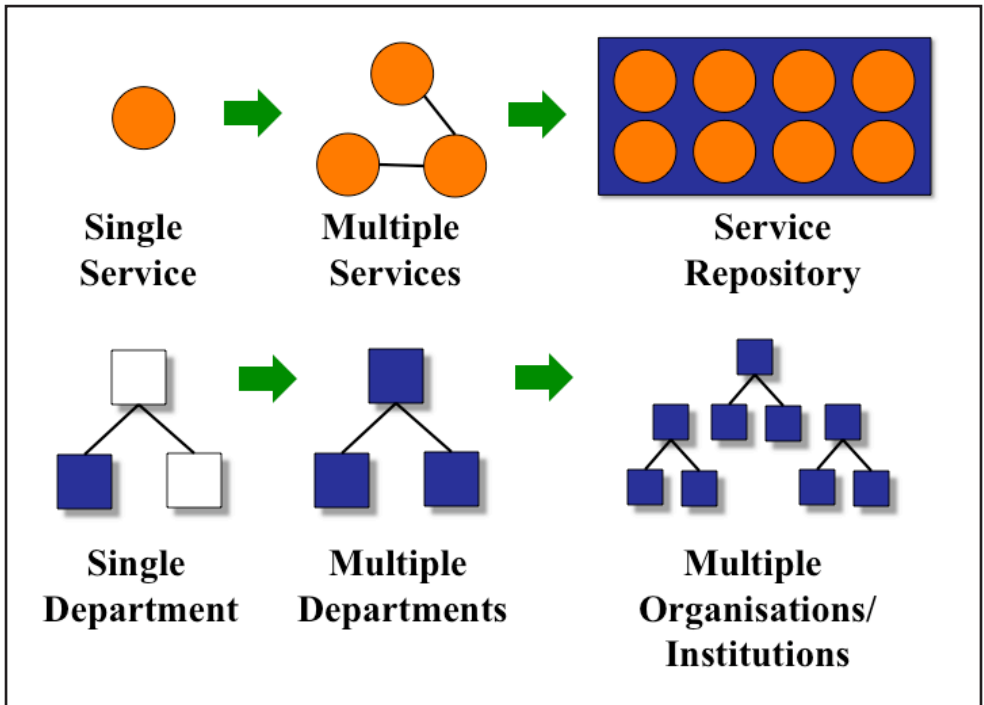 Single
Service
Multiple
Services
Service
Repository
Single
Department
Multiple
Departments
Multiple
Organisations/
Institutions